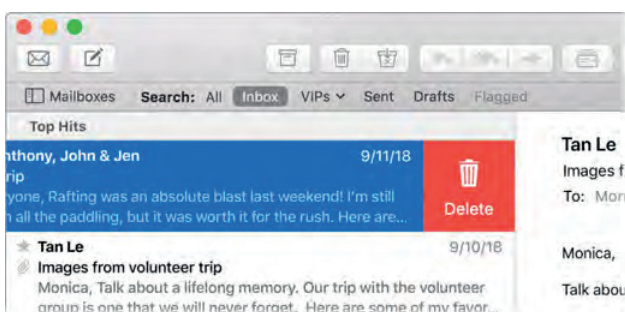 Mailboxes Search: All Inbox VIPs Sent Drafts Flagged
Top Hits
nthony, John & Jen 9/11/18
rip
yone, Rafting was an absolute blast last weekend! I'm still
n all the paddling, but it was worth it for the rush. Here are...
Delete
Tan Le 9/10/18
Images from volunteer trip
Monica, Talk about a lifelong memory. Our trip with the volunteer
group is one that we will never forget. Here are some of my favor...
Tan Le
Images f
To: Mor
Monica,
Talk abou